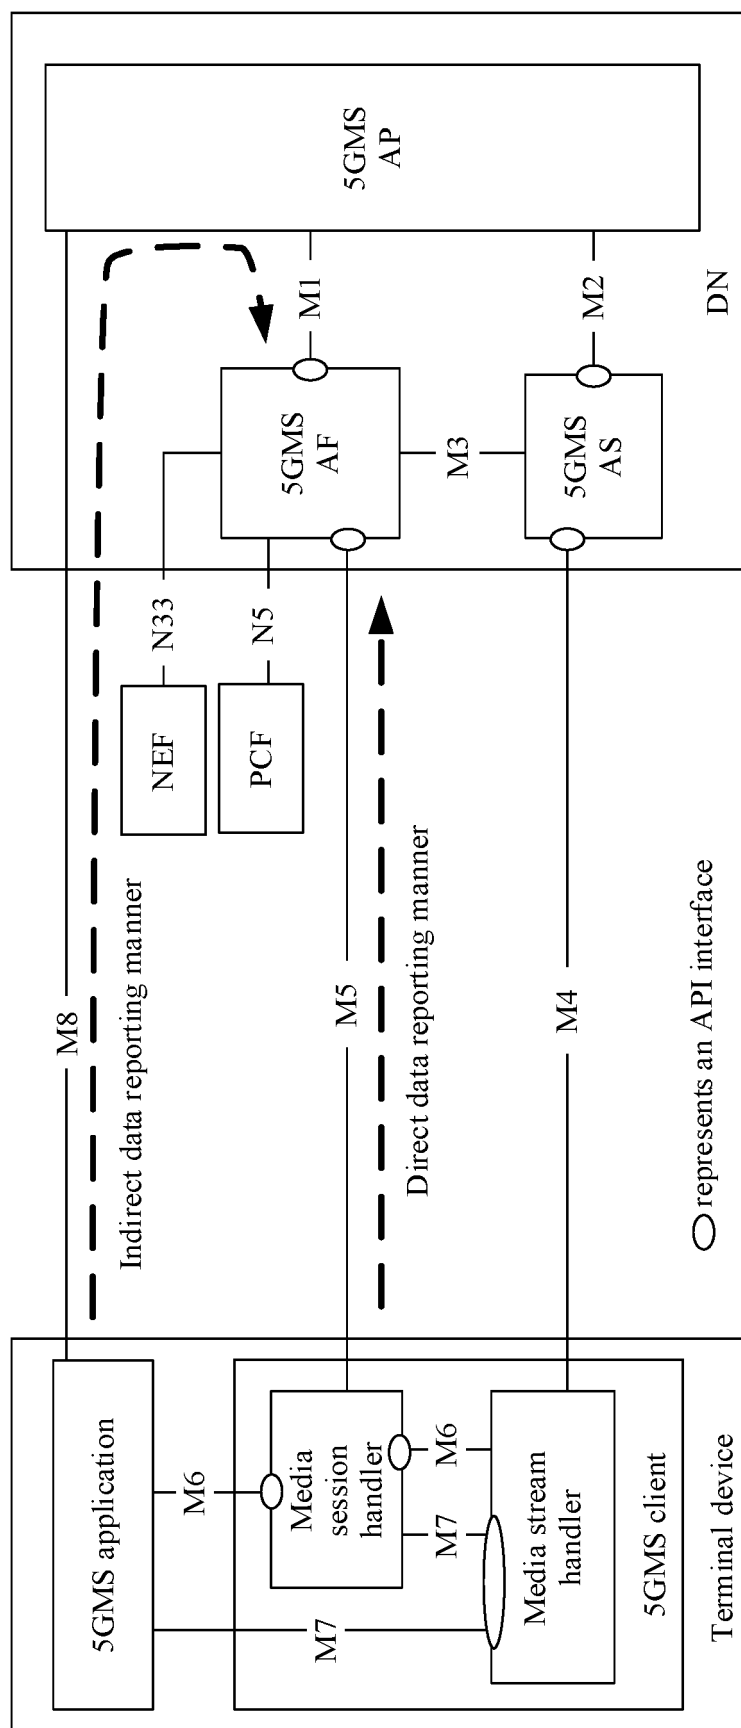 5GMS application
M8
Indirect data reporting manner
5GMS
AP
M6
M7
NEF
N33
PCF
N5
5GMS
AF
M1
Media
session
handler
M5
Direct data reporting manner
M7
M6
M3
Media stream
handler
M4
5GMS
AS
M2
5GMS client
Terminal device
represents an API interface
DN